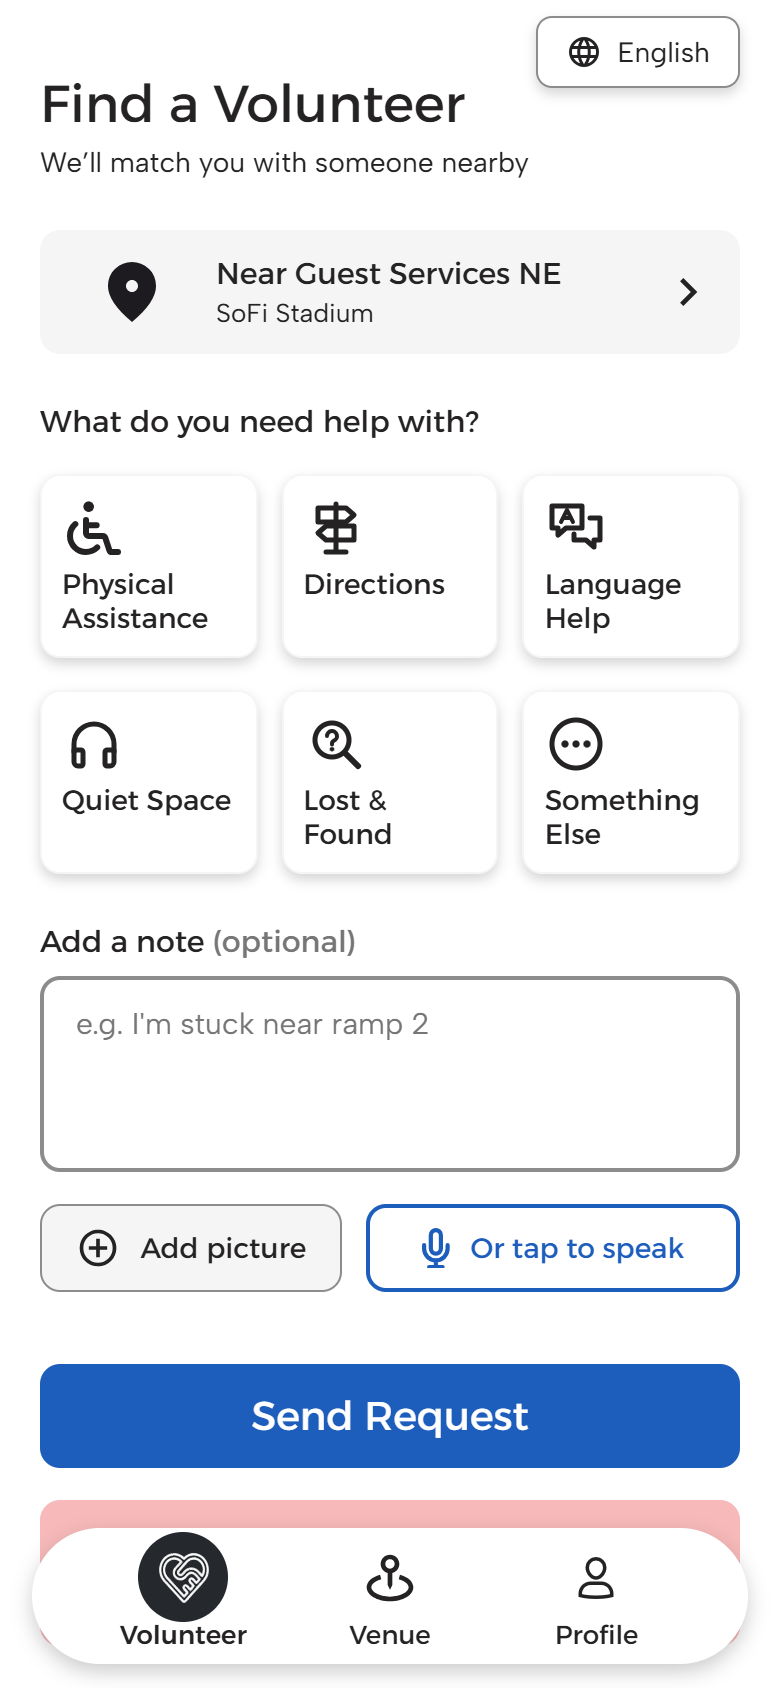 English
Find a Volunteer
We’ll match you with someone nearby
Near Guest Services NE
SoFi Stadium
What do you need help with?
Physical
Assistance
Directions
Language
Help
Quiet Space
Lost &
Found
Something
Else
Add a note (optional)
e.g. I'm stuck near ramp 2
Add picture
Or tap to speak
Send Request
Volunteer
Venue
Profile